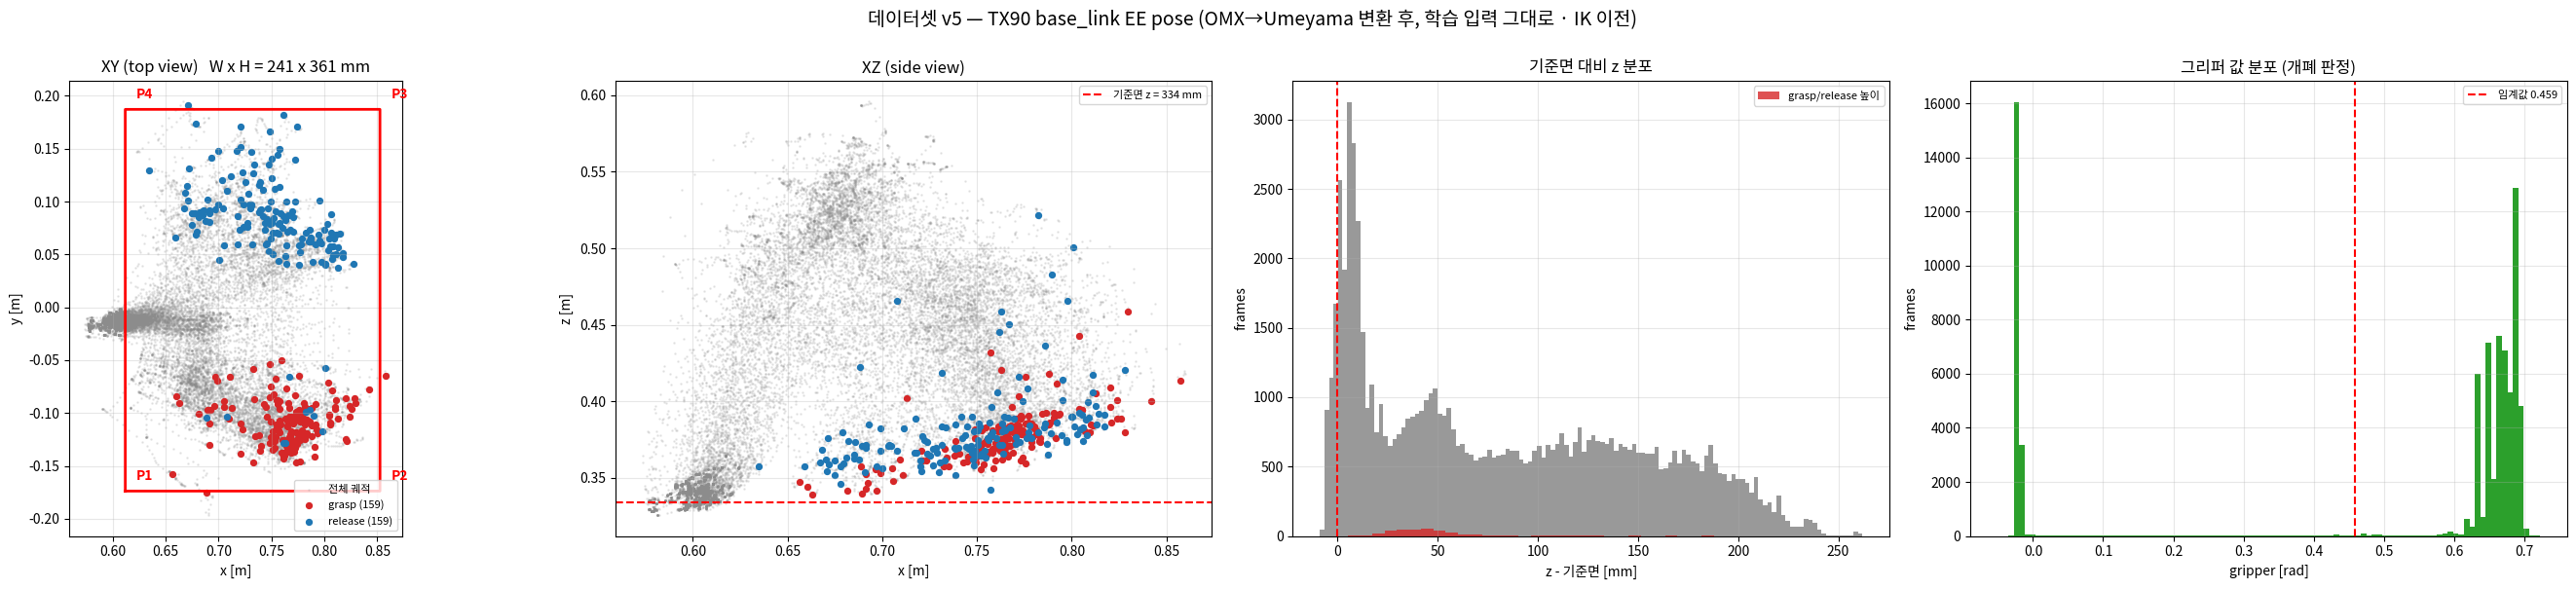 데이터셋 v5 — TX90 base_link EE pose (OMX→Umeyama 변환 후, 학습 입력 그대로 · IK 이전)
XY (top view)   W x H = 241 x 361 mm
P4
P3
P1
P2
전체 궤적
grasp (159)
release (159)
0.20
0.15
0.10
0.05
0.00
-0.05
-0.10
-0.15
-0.20
0.60
0.65
0.70
0.75
0.80
0.85
x [m]
y [m]
XZ (side view)
기준면 z = 334 mm
0.60
0.55
0.50
0.45
0.40
0.35
0.60
0.65
0.70
0.75
0.80
0.85
x [m]
z [m]
기준면 대비 z 분포
grasp/release 높이
3000
2500
2000
1500
1000
500
0
0
50
100
150
200
250
z - 기준면 [mm]
frames
그리퍼 값 분포 (개폐 판정)
임계값 0.459
16000
14000
12000
10000
8000
6000
4000
2000
0
0.0
0.1
0.2
0.3
0.4
0.5
0.6
0.7
gripper [rad]
frames